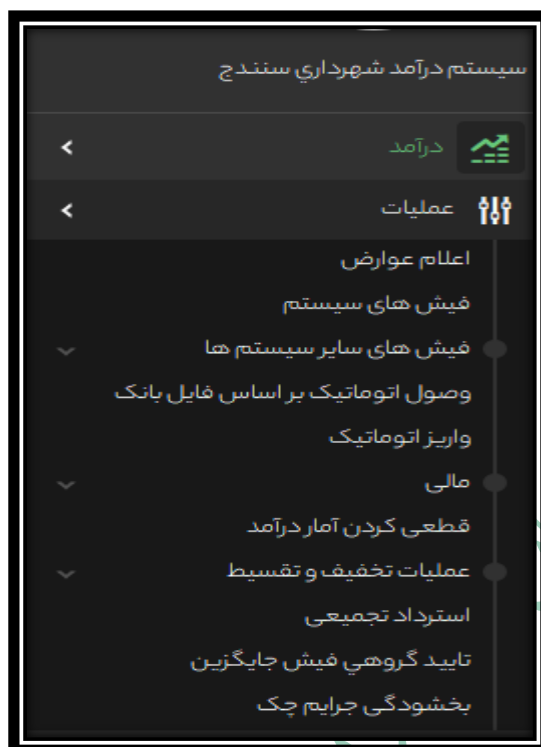 سیستم درآمد شهرداري سنندج
درآمد
عملیات
اعلام عوارض
فیش های سیستم
فیش های سایر سیستم ها
وصول اتوماتیک بر اساس فایل بانک
واریز اتوماتیک
مالی
قطعی کردن آمار درآمد
عملیات تخفیف و تقسیط
استرداد تجمیعی
تایید گروهي فیش جایگزین
بخشودگی جرایم چک